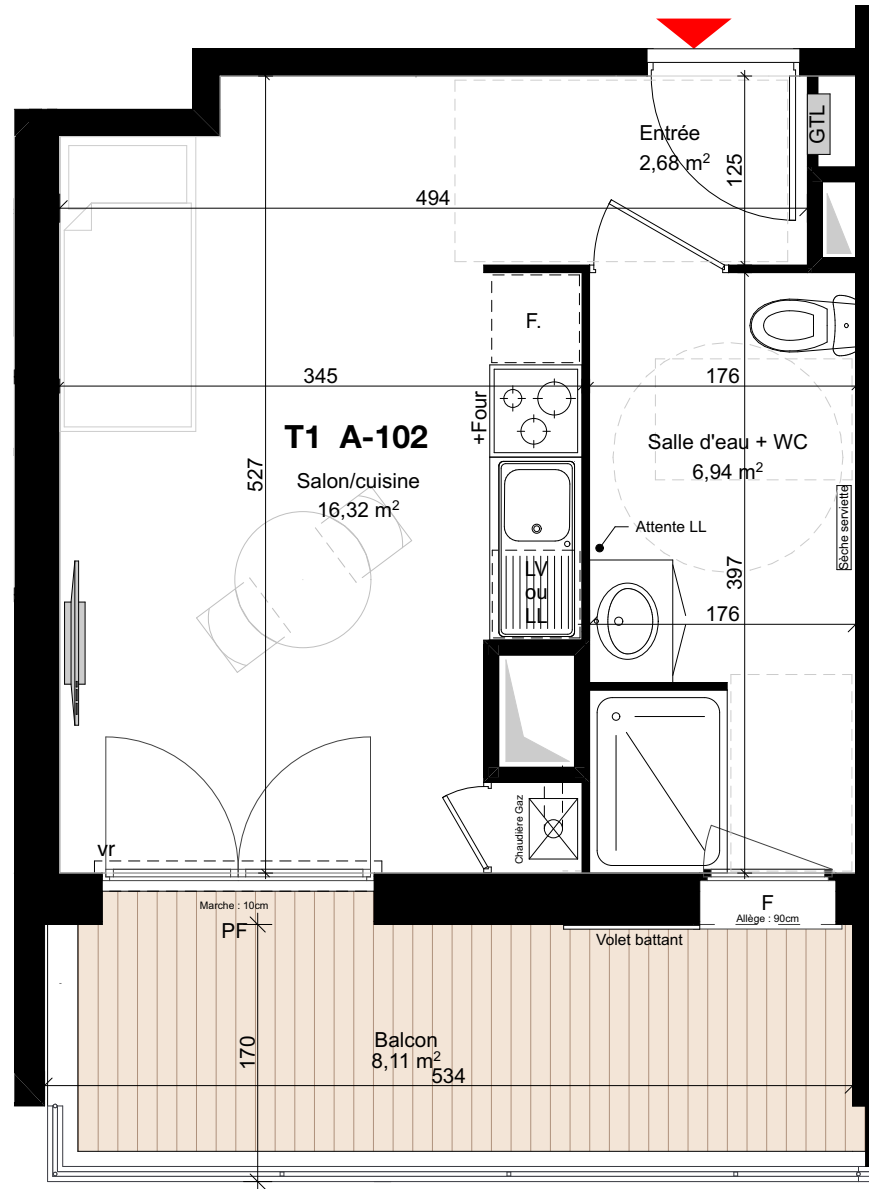 Entrée
2,68 m²
GTL
125
494
F.
345
176
+Four
T1 A-102
Salon/cuisine
16,32 m²
527
Salle d'eau + WC
6,94 m²
Sèche serviette
Attente LL
397
LV
ou
LL
176
Chaudière Gaz
vr
Marche : 10cm
PF
F
Allège : 90cm
Volet battant
170
Balcon
8,11 m²
534